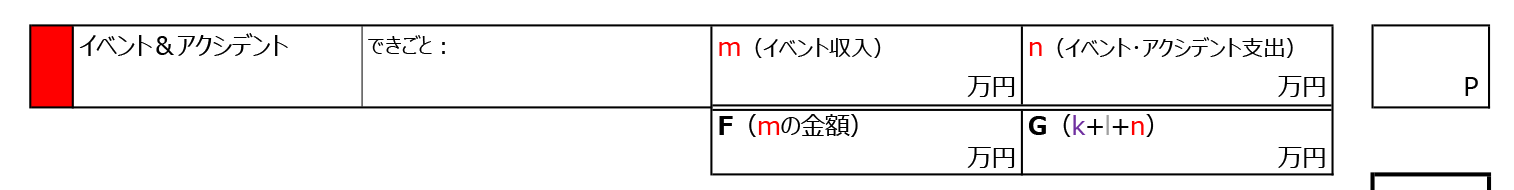 イベント＆アクシデント
できごと：
m（イベント収入）
万円
n（イベント・アクシデント支出）
万円
P
F（mの金額）
万円
G（k+l+n）
万円